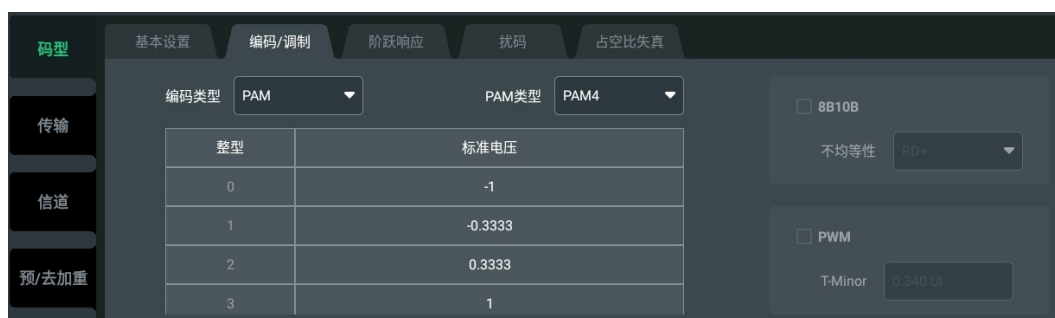 码型
基本设置
编码/调制
阶跃响应
扰码
占空比失真
传输
信道
预/去加重
编码类型 PAM
PAM类型 PAM4
整型 标准电压
0 -1
1 -0.3333
2 0.3333
3 1
8B10B
不均等性 RD+
PWM
T-Minor 0.340 UI